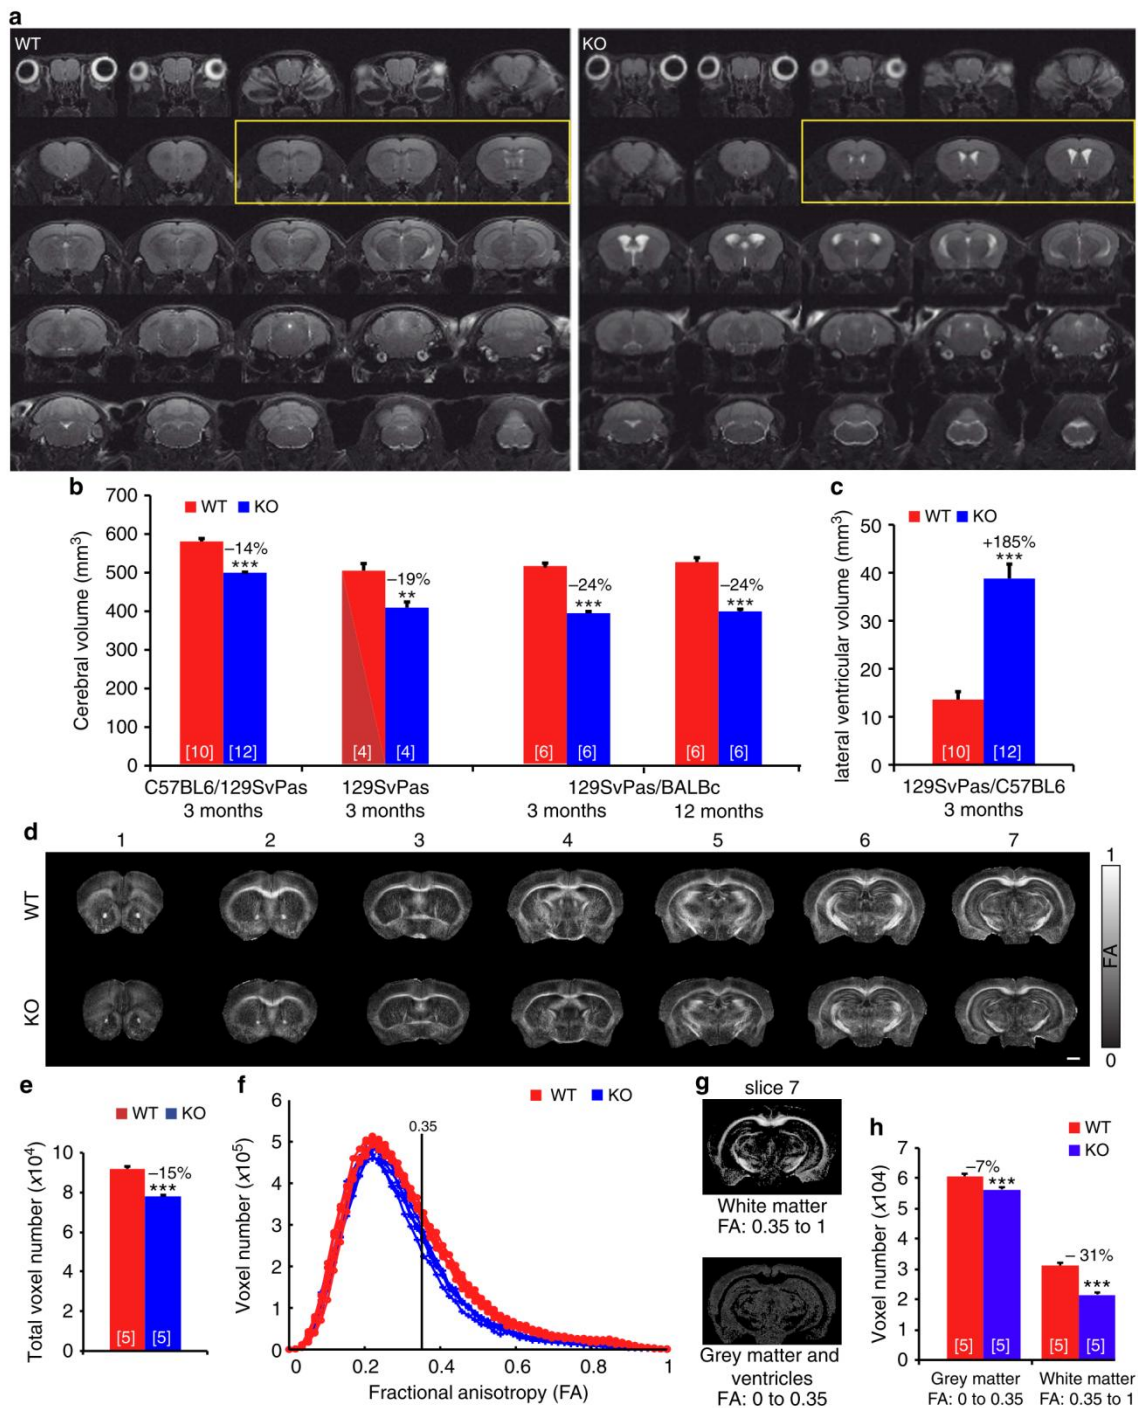 a
WT
KO
b
700
600
500
400
300
200
100
0
Cerebral volume (mm3)
WT KO
–14%
***
–19%
**
–24%
***
–24%
***
[10] [12] [4] [4] [6] [6] [6] [6]
C57BL6/129SvPas 129SvPas 129SvPas/BALBc
3 months 3 months 3 months 12 months
c
50
40
30
20
10
0
lateral ventricular volume (mm3)
WT KO
+185%
***
[10] [12]
129SvPas/C57BL6
3 months
d
1 2 3 4 5 6 7
WT
KO
1
FA
0
e
WT KO
10
8
6
4
2
0
Total voxel number (x104)
–15%
***
[5] [5]
f
WT KO
6
5
4
3
2
1
0
Voxel number (x105)
0.35
0 0.2 0.4 0.6 0.8 1
Fractional anisotropy (FA)
g
slice 7
White matter
FA: 0.35 to 1
Grey matter and
ventricles
FA: 0 to 0.35
h
WT
KO
7
6
5
4
3
2
1
0
Voxel number (x104)
–7%
***
– 31%
***
[5] [5] [5] [5]
Grey matter White matter
FA: 0 to 0.35 FA: 0.35 to 1